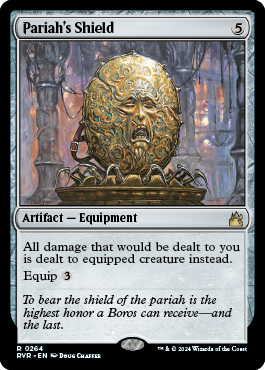 Pariah's Shield 5
Artifact — Equipment
All damage that would be dealt to you
is dealt to equipped creature instead.
Equip 3
To bear the shield of the pariah is the
highest honor a Boros can receive—and
the last.
R 0264
RVR • EN Doug Chaffee
™ & © 2024 Wizards of the Coast